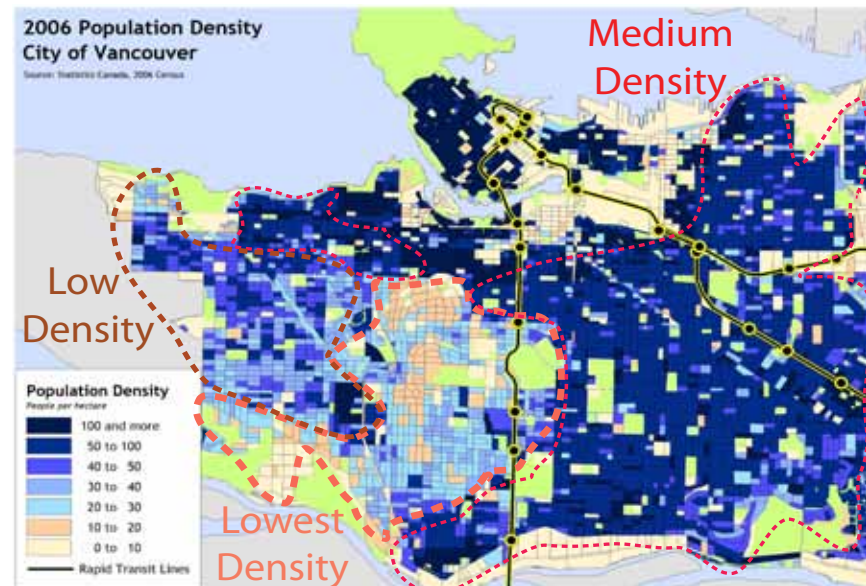 2006 Population Density
City of Vancouver
Source: Statistics Canada, 2006 Census
Medium
Density
Low
Density
Population Density
People per hectare
100 and more
50 to 100
40 to 50
30 to 40
20 to 30
10 to 20
0 to 10
Rapid Transit Lines
Lowest
Density